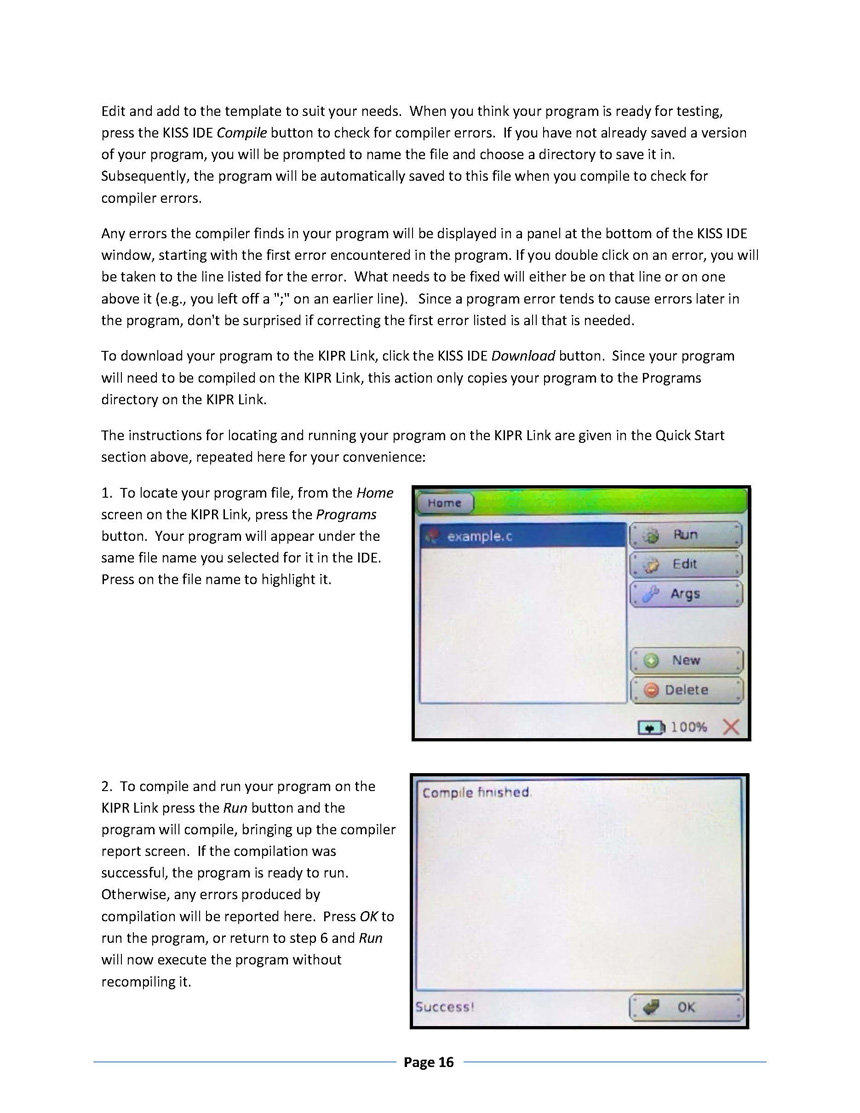 Edit and add to the template to suit your needs.  When you think your program is ready for testing,
press the KISS IDE Compile button to check for compiler errors.  If you have not already saved a version
of your program, you will be prompted to name the file and choose a directory to save it in.
Subsequently, the program will be automatically saved to this file when you compile to check for
compiler errors.
Any errors the compiler finds in your program will be displayed in a panel at the bottom of the KISS IDE
window, starting with the first error encountered in the program. If you double click on an error, you will
be taken to the line listed for the error.  What needs to be fixed will either be on that line or on one
above it (e.g., you left off a ";" on an earlier line).   Since a program error tends to cause errors later in
the program, don't be surprised if correcting the first error listed is all that is needed.
To download your program to the KIPR Link, click the KISS IDE Download button.  Since your program
will need to be compiled on the KIPR Link, this action only copies your program to the Programs
directory on the KIPR Link.
The instructions for locating and running your program on the KIPR Link are given in the Quick Start
section above, repeated here for your convenience:
1.  To locate your program file, from the Home
screen on the KIPR Link, press the Programs
button.  Your program will appear under the
same file name you selected for it in the IDE.
Press on the file name to highlight it.
Home
example.c
Run
Edit
Args
New
Delete
100%
2.  To compile and run your program on the
KIPR Link press the Run button and the
program will compile, bringing up the compiler
report screen.  If the compilation was
successful, the program is ready to run.
Otherwise, any errors produced by
compilation will be reported here.  Press OK to
run the program, or return to step 6 and Run
will now execute the program without
recompiling it.
Compile finished.
Success!
OK
Page 16